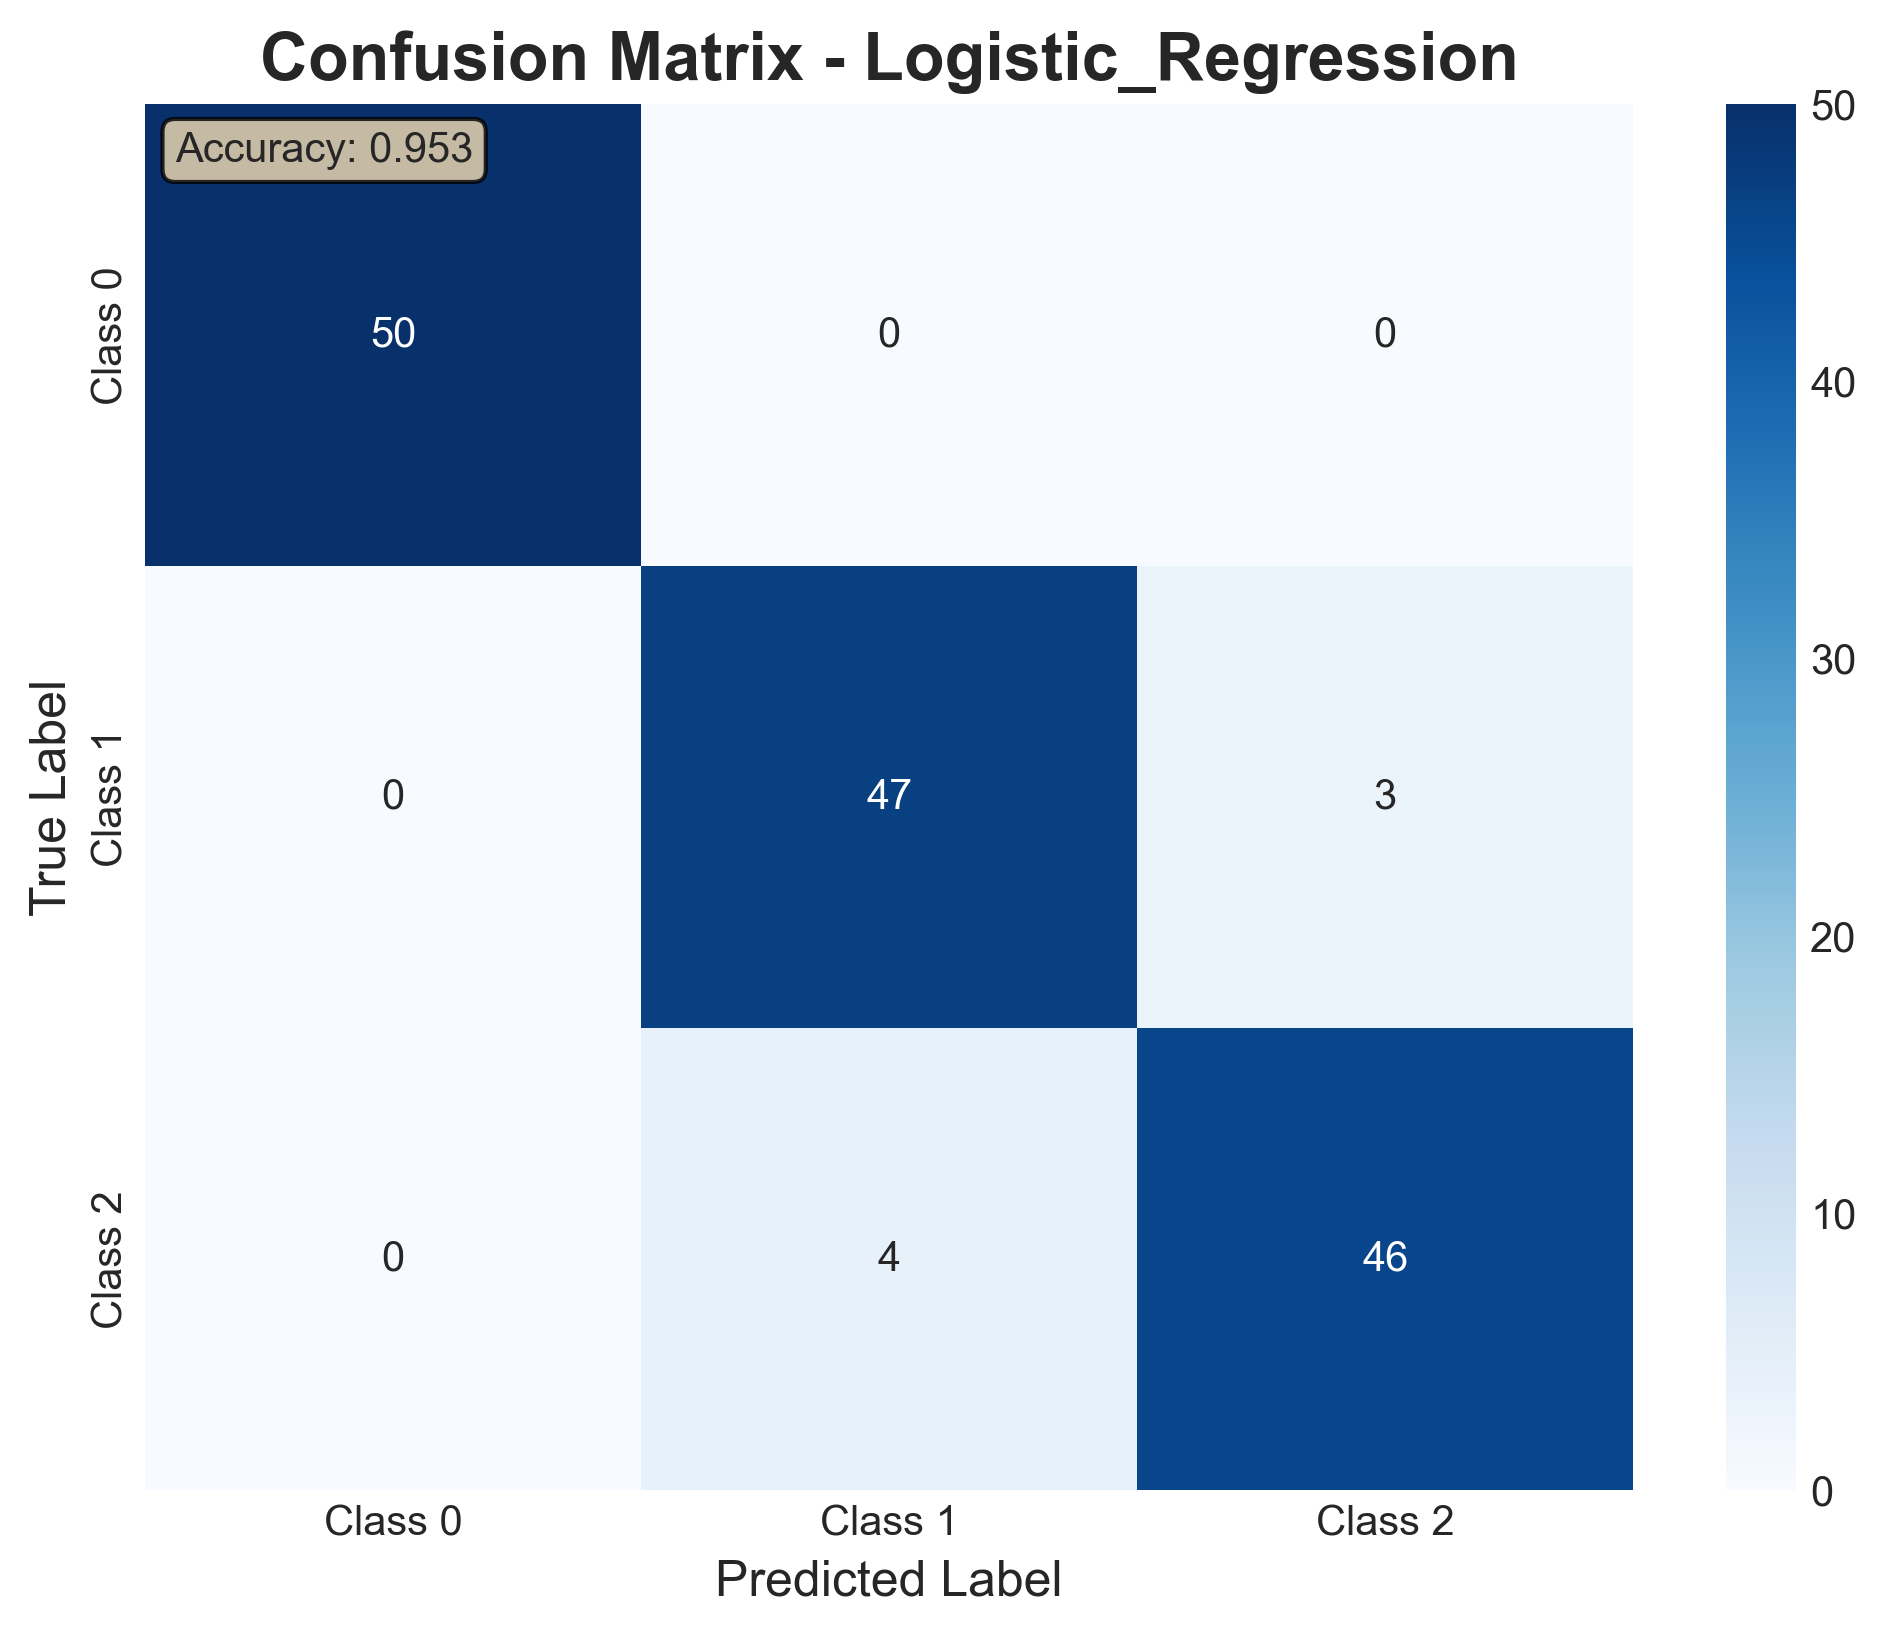 Confusion Matrix - Logistic_Regression
Accuracy: 0.953
True Label
Class 0
50
0
0
Class 1
0
47
3
Class 2
0
4
46
Class 0
Class 1
Class 2
Predicted Label
50
40
30
20
10
0